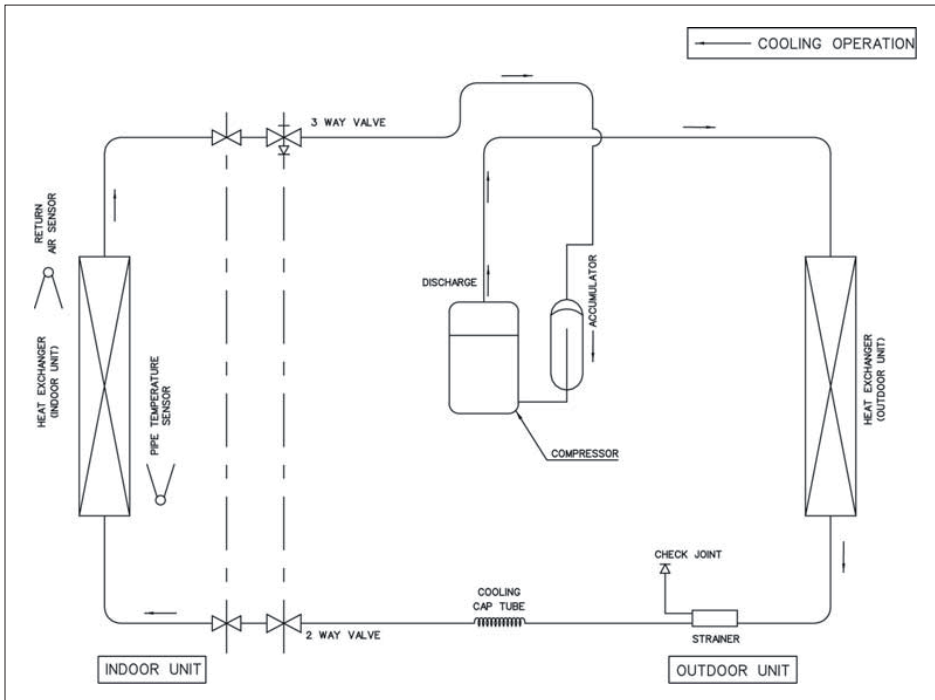 COOLING OPERATION
3 WAY VALVE
RETURN
AIR SENSOR
DISCHARGE
ACCUMULATOR
HEAT EXCHANGER
(INDOOR UNIT)
HEAT EXCHANGER
(OUTDOOR UNIT)
PIPE TEMPERATURE
SENSOR
COMPRESSOR
CHECK JOINT
COOLING
CAP TUBE
2 WAY VALVE
STRAINER
INDOOR UNIT
OUTDOOR UNIT